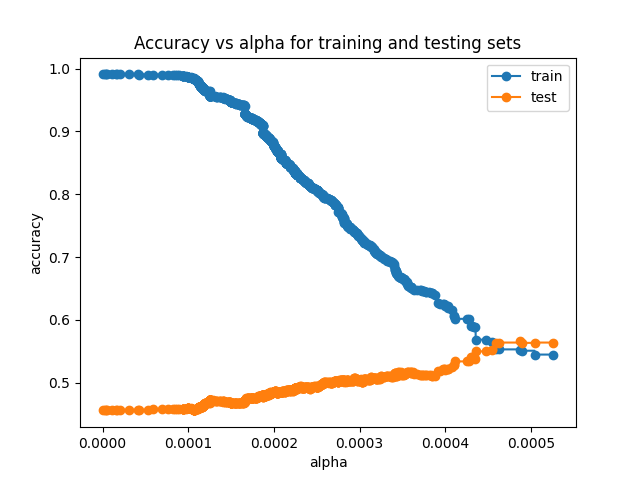 Accuracy vs alpha for training and testing sets
train
test
1.0
0.9
0.8
0.7
0.6
0.5
accuracy
0.0000
0.0001
0.0002
0.0003
0.0004
0.0005
alpha